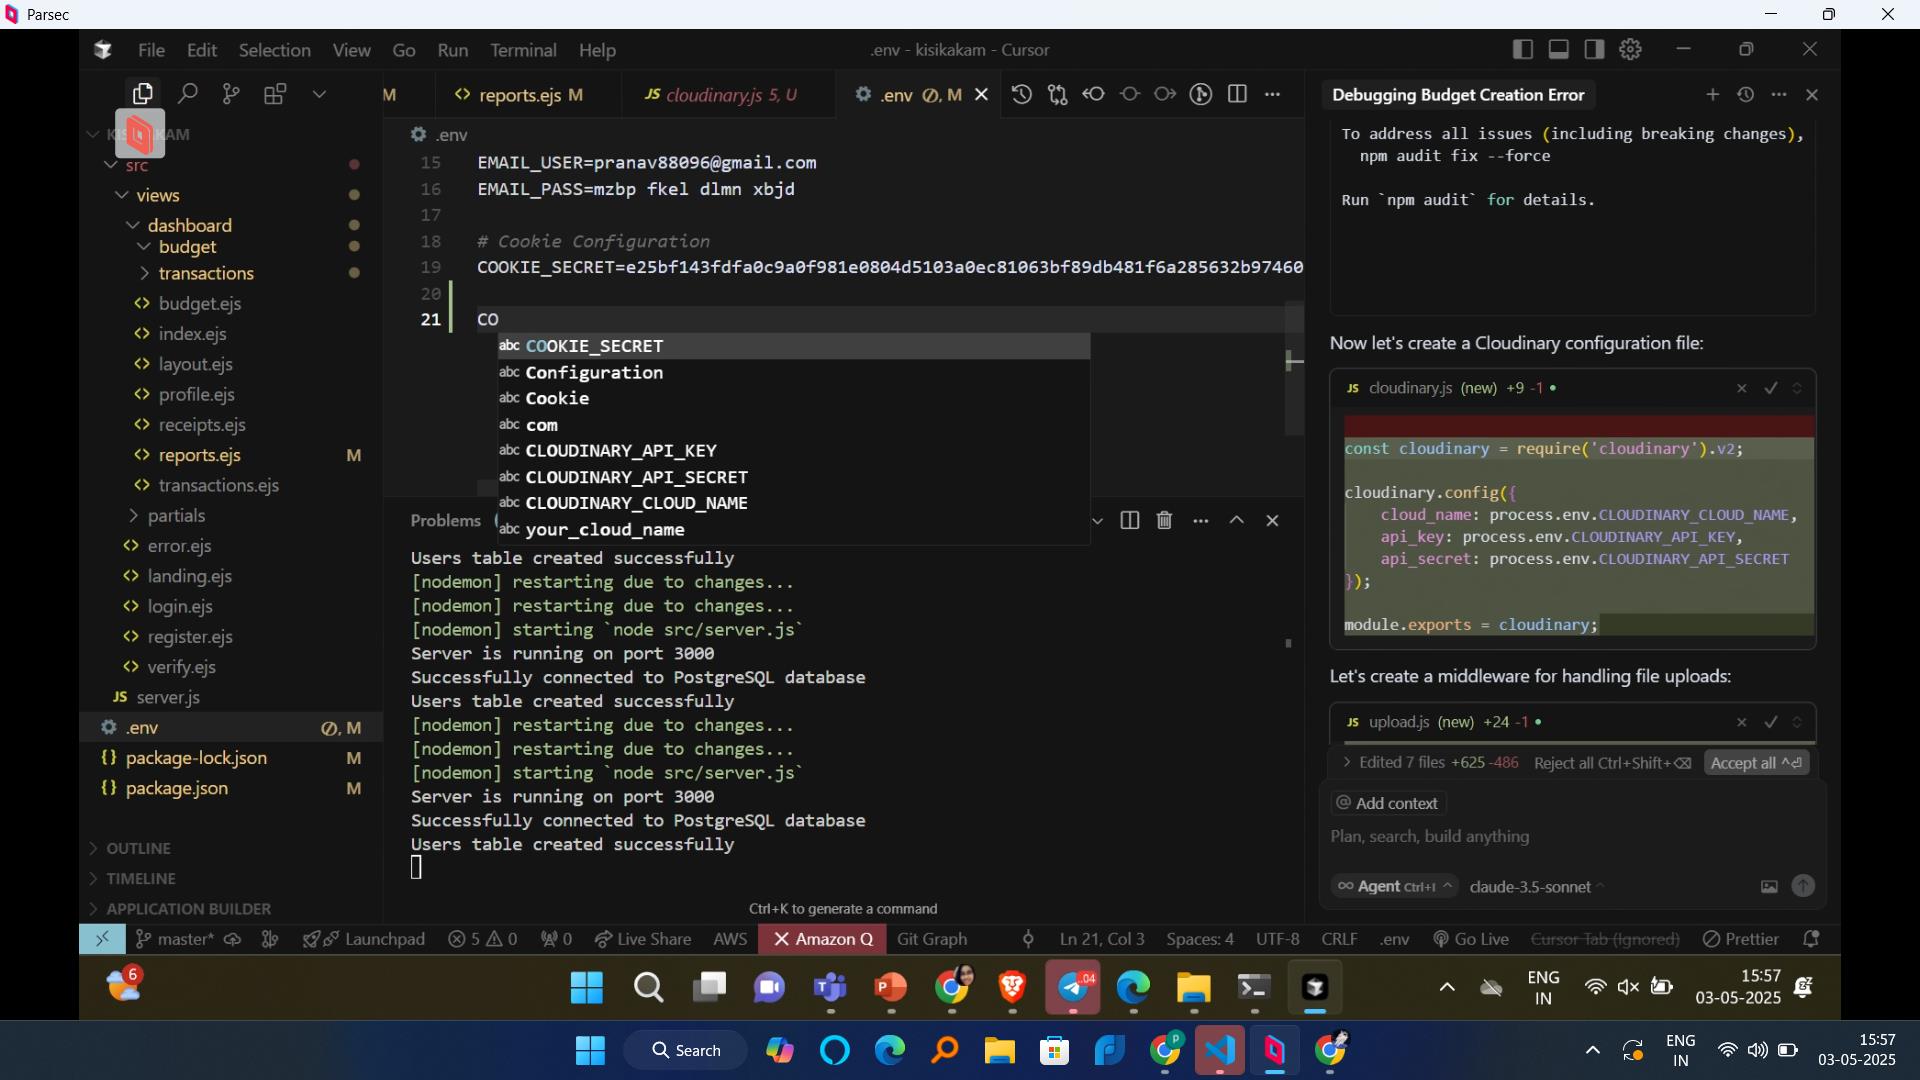 Parsec
File Edit Selection View Go Run Terminal Help
.env - kisikakam - Cursor
M
reports.ejs M
JS cloudinary.js 5, U
.env Ø, M
Debugging Budget Creation Error
KISIKAKAM
src
views
dashboard
budget
transactions
budget.ejs
index.ejs
layout.ejs
profile.ejs
receipts.ejs
reports.ejs M
transactions.ejs
partials
error.ejs
landing.ejs
login.ejs
register.ejs
verify.ejs
JS server.js
.env Ø, M
{} package-lock.json M
{} package.json M
OUTLINE
TIMELINE
APPLICATION BUILDER
.env
15 EMAIL_USER=pranav88096@gmail.com
16 EMAIL_PASS=mzbp fkel dlmn xbjd
17
18 # Cookie Configuration
19 COOKIE_SECRET=e25bf143fdfa0c9a0f981e0804d5103a0ec81063bf89db481f6a285632b97460
20
21 CO
abc COOKIE_SECRET
abc Configuration
abc Cookie
abc com
abc CLOUDINARY_API_KEY
abc CLOUDINARY_API_SECRET
abc CLOUDINARY_CLOUD_NAME
abc your_cloud_name
Problems
Users table created successfully
[nodemon] restarting due to changes...
[nodemon] restarting due to changes...
[nodemon] starting `node src/server.js`
Server is running on port 3000
Successfully connected to PostgreSQL database
Users table created successfully
[nodemon] restarting due to changes...
[nodemon] restarting due to changes...
[nodemon] starting `node src/server.js`
Server is running on port 3000
Successfully connected to PostgreSQL database
Users table created successfully
Ctrl+K to generate a command
To address all issues (including breaking changes),
npm audit fix --force
Run `npm audit` for details.
Now let's create a Cloudinary configuration file:
JS cloudinary.js (new) +9 -1
const cloudinary = require('cloudinary').v2;
cloudinary.config({
cloud_name: process.env.CLOUDINARY_CLOUD_NAME,
api_key: process.env.CLOUDINARY_API_KEY,
api_secret: process.env.CLOUDINARY_API_SECRET
});
module.exports = cloudinary;
Let's create a middleware for handling file uploads:
JS upload.js (new) +24 -1
Edited 7 files +625 -486 Reject all Ctrl+Shift+⌫ Accept all ^⏎
@ Add context
Plan, search, build anything
∞ Agent Ctrl+I claude-3.5-sonnet
master* Launchpad 5 0 0 Live Share AWS Amazon Q Git Graph Ln 21, Col 3 Spaces: 4 UTF-8 CRLF .env Go Live Cursor Tab (Ignored) Prettier
6
.04
ENG
IN
15:57
03-05-2025
Search
ENG
IN
15:57
03-05-2025